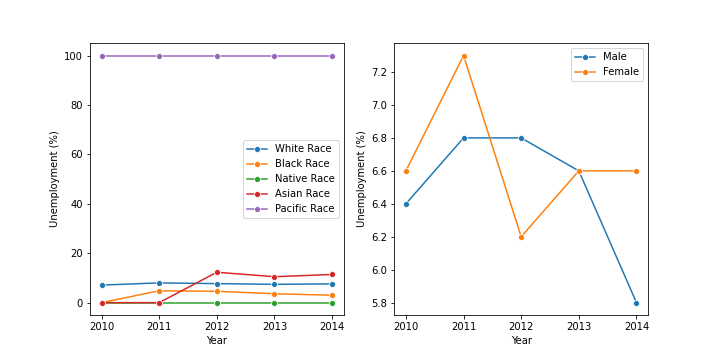 100
80
60
40
20
0
Unemployment (%)
White Race
Black Race
Native Race
Asian Race
Pacific Race
2010 2011 2012 2013 2014
Year
7.2
7.0
6.8
6.6
6.4
6.2
6.0
5.8
Unemployment (%)
Male
Female
2010 2011 2012 2013 2014
Year